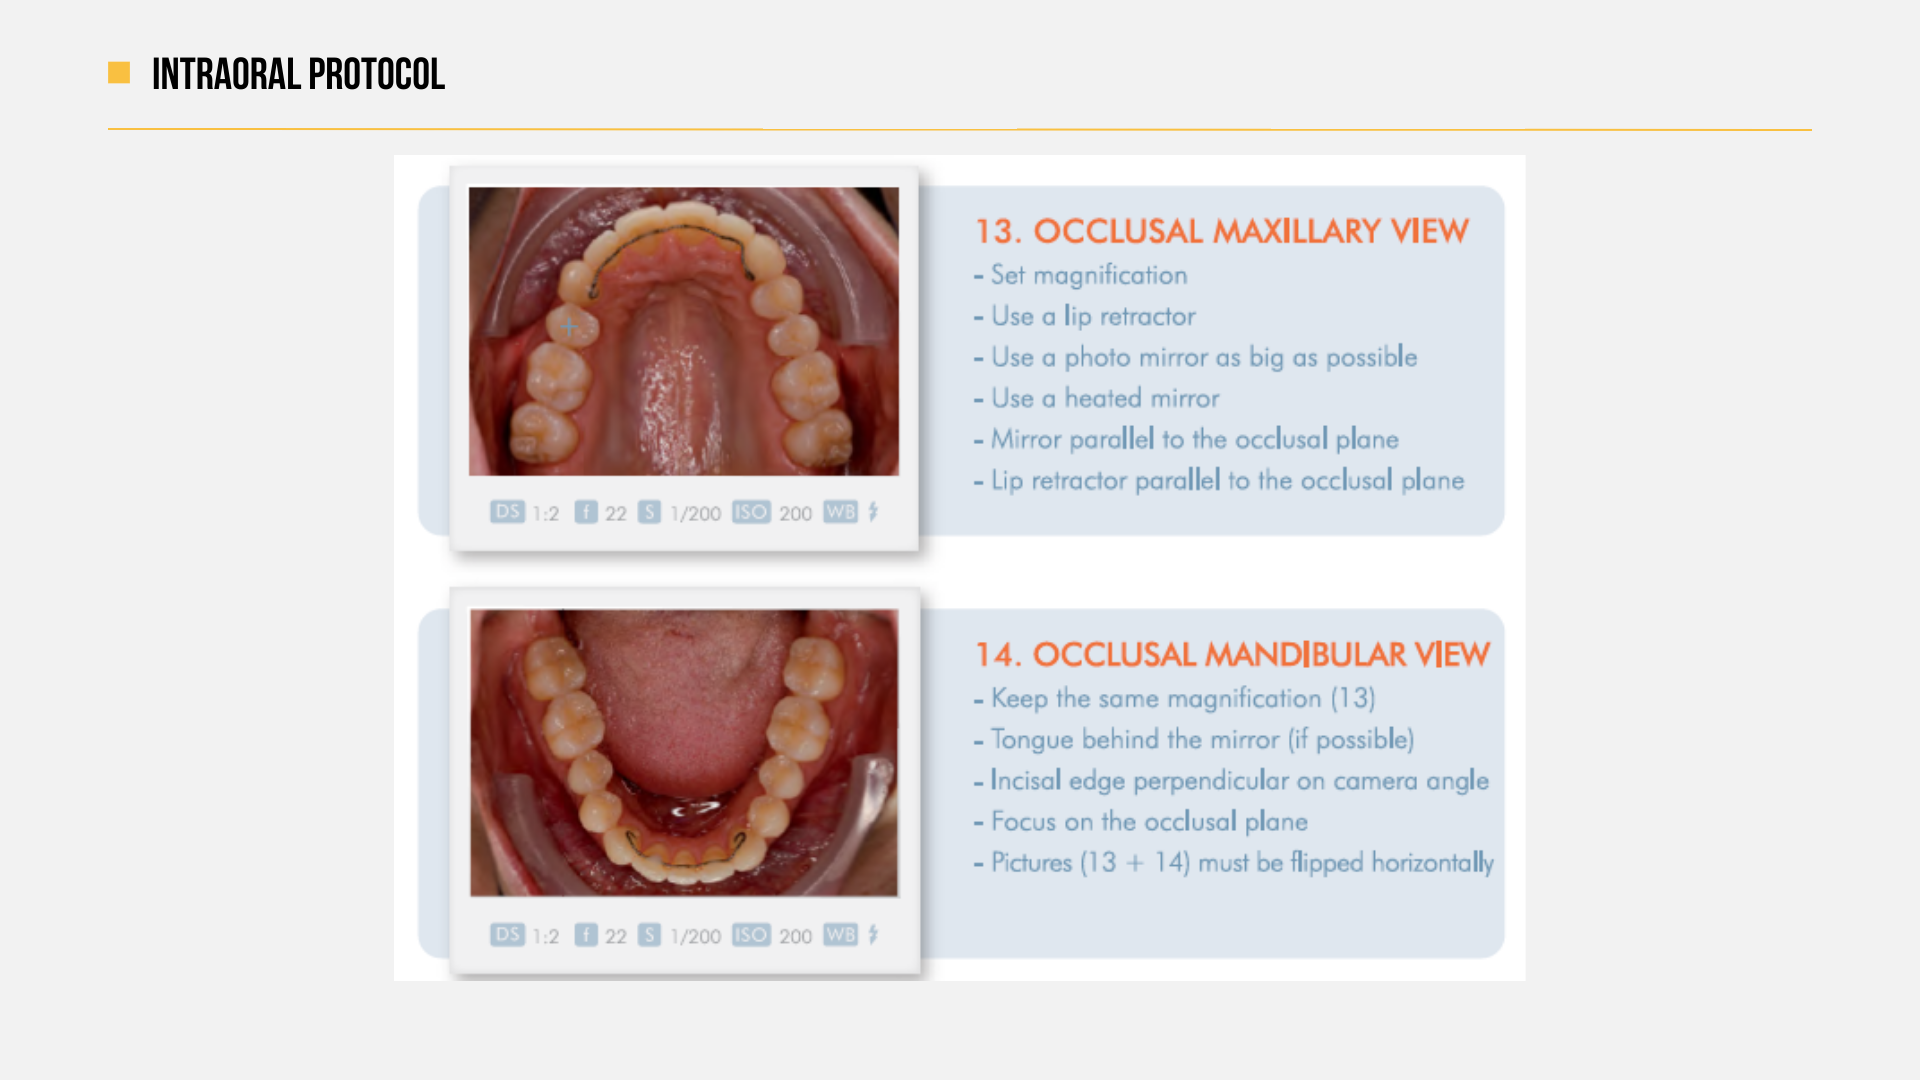 INTRAORAL PROTOCOL
13. OCCLUSAL MAXILLARY VIEW
- Set magnification
- Use a lip retractor
- Use a photo mirror as big as possible
- Use a heated mirror
- Mirror parallel to the occlusal plane
- Lip retractor parallel to the occlusal plane
DS 1:2 f 22 S 1/200 ISO 200 WB
14. OCCLUSAL MANDIBULAR VIEW
- Keep the same magnification (13)
- Tongue behind the mirror (if possible)
- Incisal edge perpendicular on camera angle
- Focus on the occlusal plane
- Pictures (13 + 14) must be flipped horizontally
DS 1:2 f 22 S 1/200 ISO 200 WB